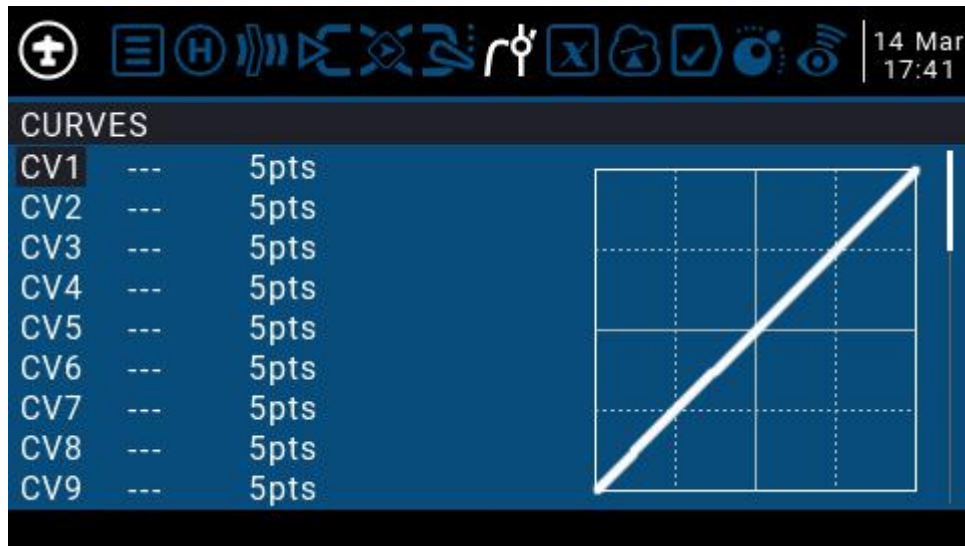 14 Mar
17:41
CURVES
CV1 --- 5pts
CV2 --- 5pts
CV3 --- 5pts
CV4 --- 5pts
CV5 --- 5pts
CV6 --- 5pts
CV7 --- 5pts
CV8 --- 5pts
CV9 --- 5pts